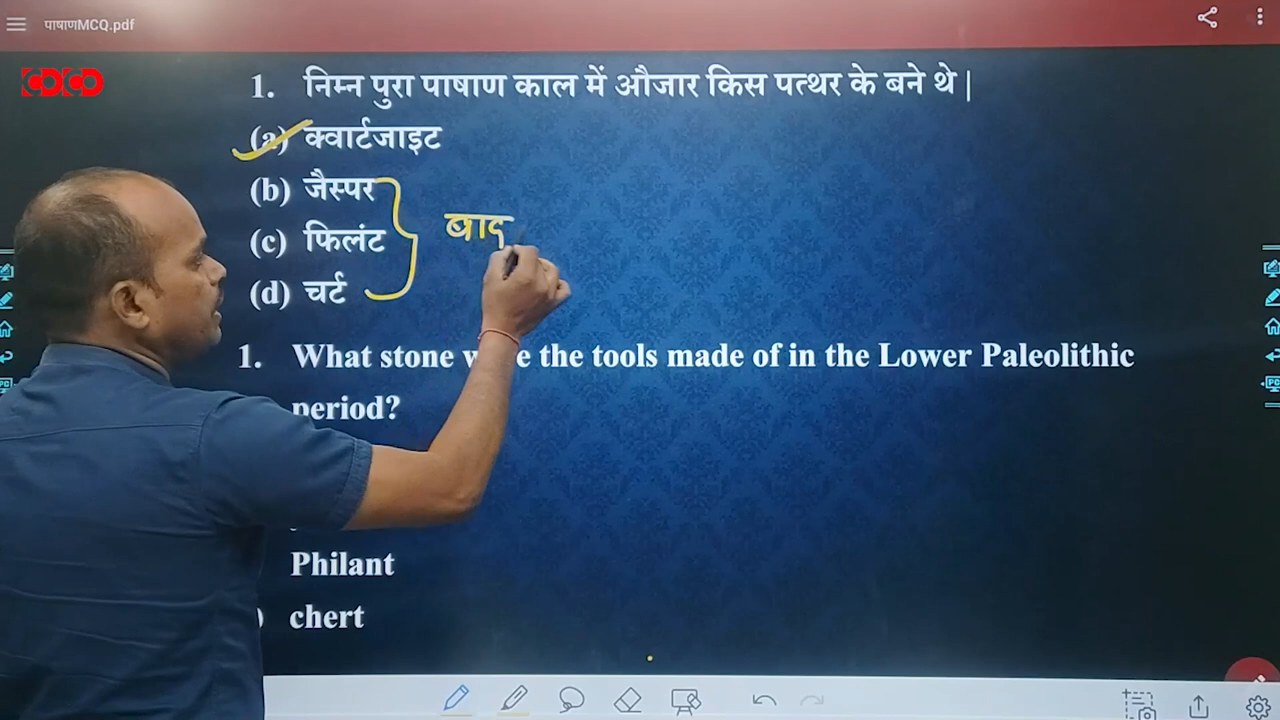 पाषाणMCQ.pdf
CDCD
1. निम्न पुरा पाषाण काल में औजार किस पत्थर के बने थे |
(a) क्वार्टजाइट
(b) जैस्पर
(c) फिलंट
(d) चर्ट
बाद
1. What stone the tools made of in the Lower Paleolithic
period?
Philant
chert